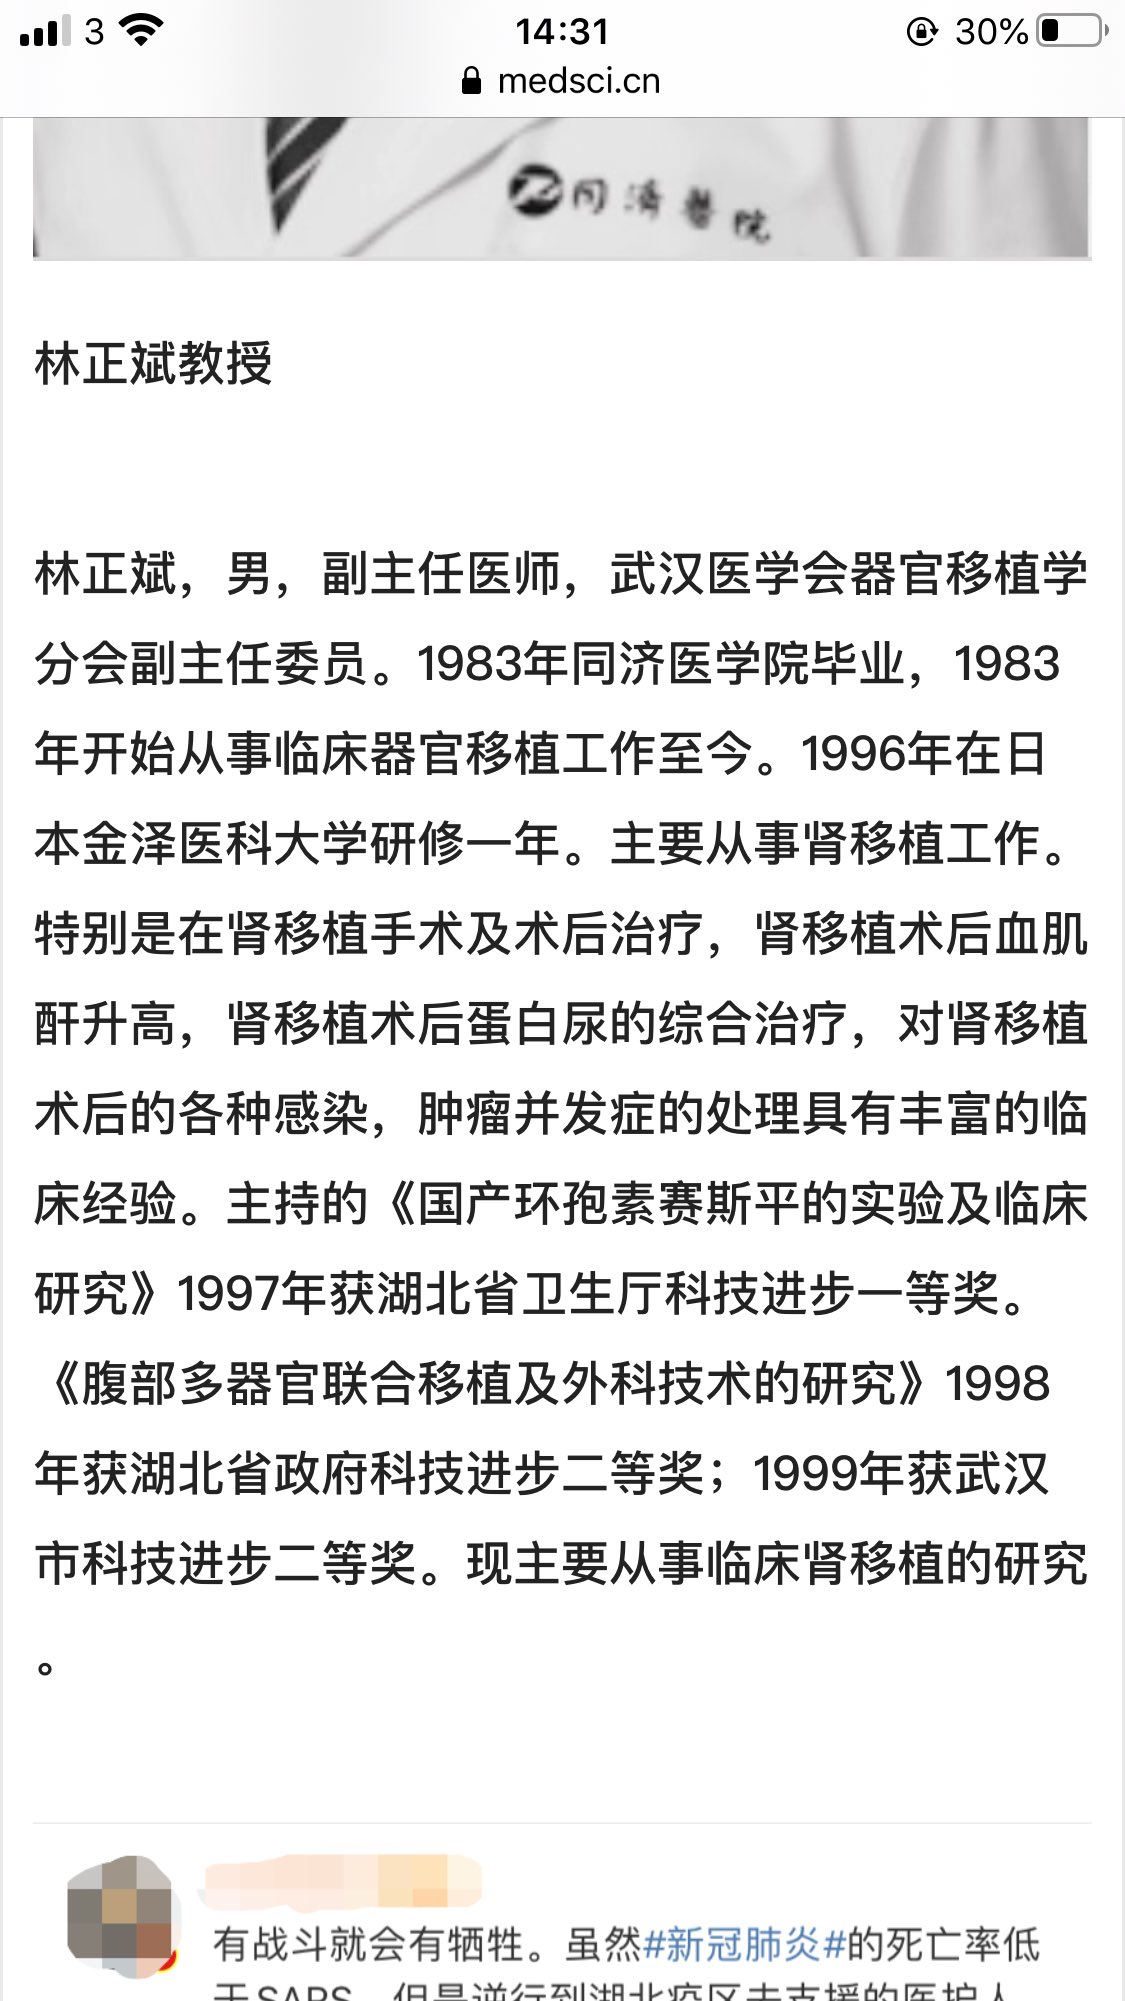 3
14:31
30%
medsci.cn
同济醫院
林正斌教授
林正斌，男，副主任医师，武汉医学会器官移植学
分会副主任委员。1983年同济医学院毕业，1983
年开始从事临床器官移植工作至今。1996年在日
本金泽医科大学研修一年。主要从事肾移植工作。
特别是在肾移植手术及术后治疗，肾移植术后血肌
酐升高，肾移植术后蛋白尿的综合治疗，对肾移植
术后的各种感染，肿瘤并发症的处理具有丰富的临
床经验。主持的《国产环孢素赛斯平的实验及临床
研究》1997年获湖北省卫生厅科技进步一等奖。
《腹部多器官联合移植及外科技术的研究》1998
年获湖北省政府科技进步二等奖；1999年获武汉
市科技进步二等奖。现主要从事临床肾移植的研究
。
有战斗就会有牺牲。虽然#新冠肺炎#的死亡率低
于SARS，但是逆行到湖北疫区去支援的医护人